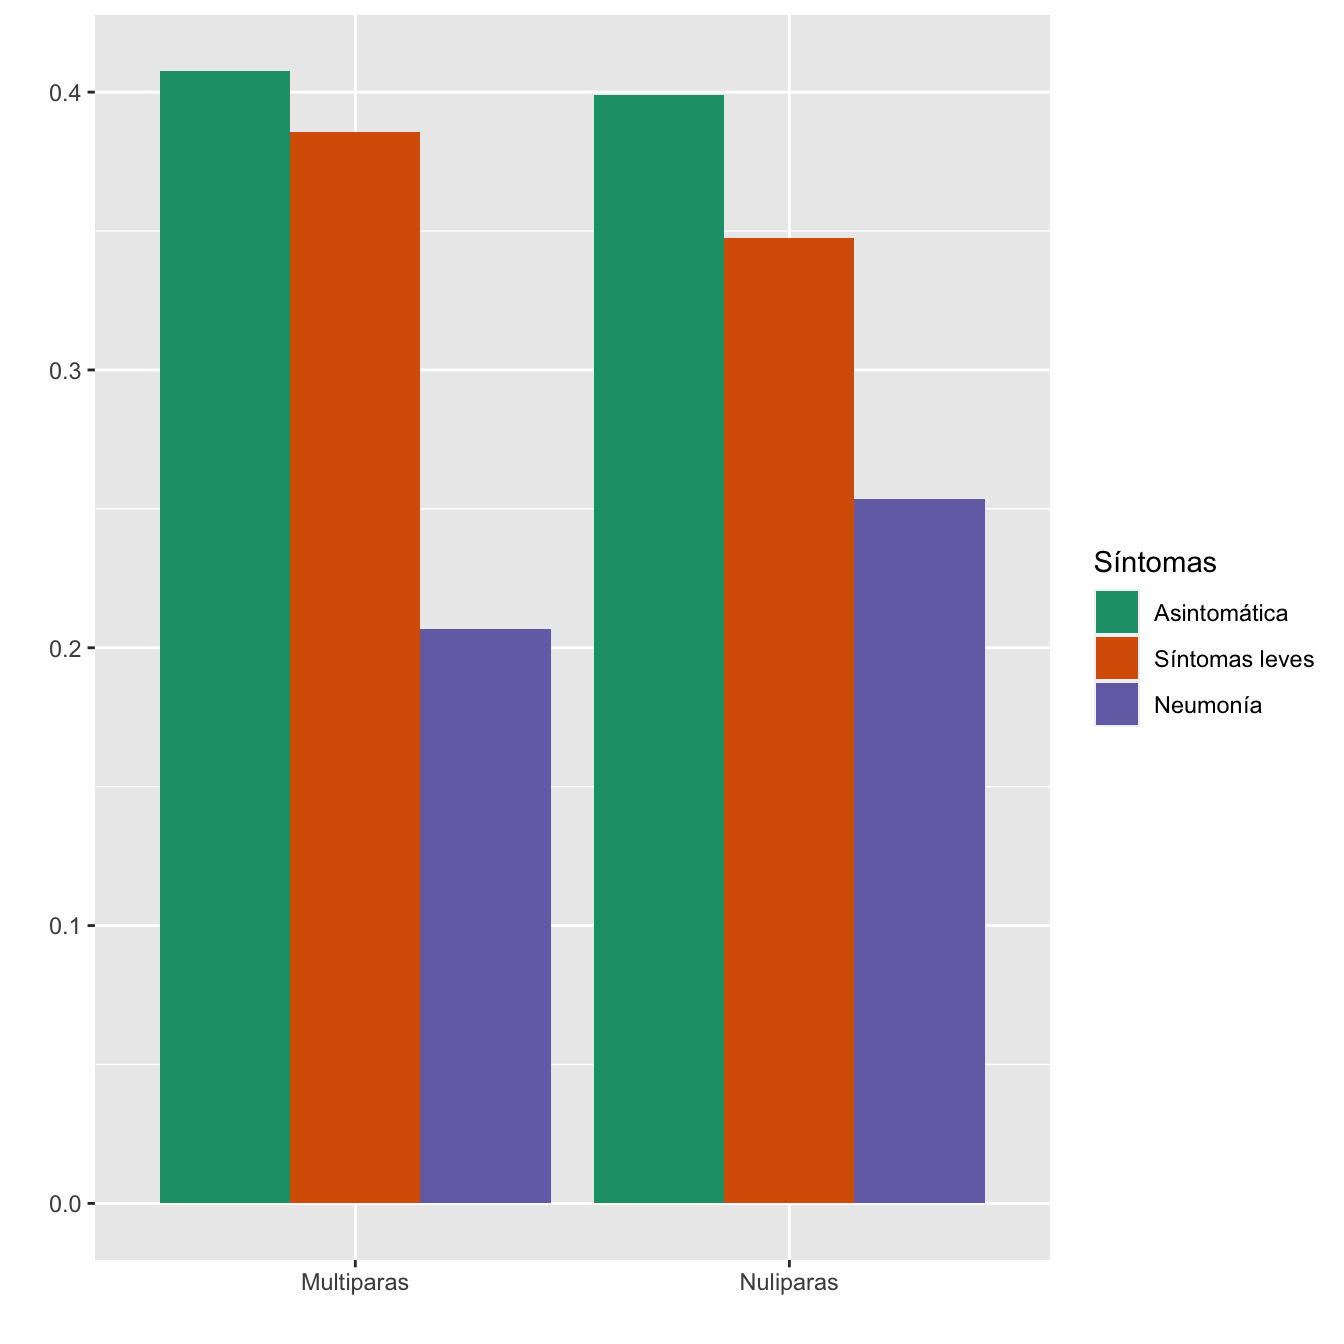 0.4
0.3
0.2
0.1
0.0
Multiparas
Nuliparas
Síntomas
Asintomática
Síntomas leves
Neumonía